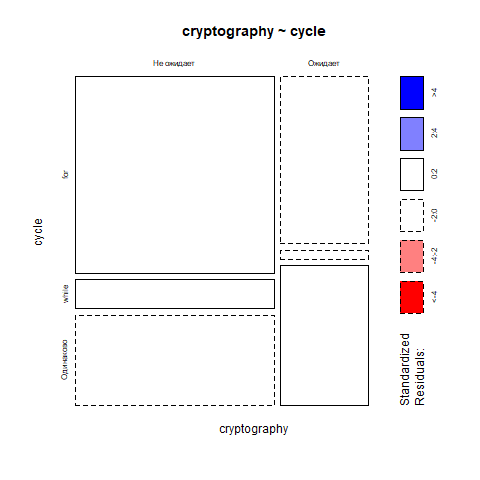 cryptography ~ cycle
Не ожидает
Ожидает
for
while
Одинаково
cycle
cryptography
>4
2:4
0:2
-2:0
-4:-2
<-4
Standardized
Residuals: